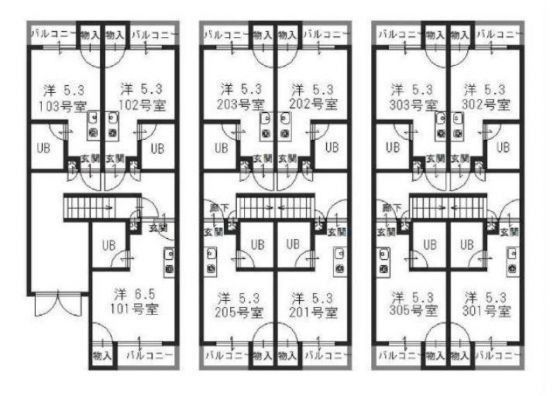 バルコニー 物入 物入 バルコニー
洋 5.3 洋 5.3
103号室 102号室
UB UB
玄関 玄関
玄関
UB
洋 6.5
101号室
物入 バルコニー
バルコニー 物入 物入 バルコニー
洋 5.3 洋 5.3
203号室 202号室
UB UB
玄関 玄関
廊下
玄関 玄関
UB UB
洋 5.3 洋 5.3
205号室 201号室
バルコニー 物入 物入 バルコニー
バルコニー 物入 物入 バルコニー
洋 5.3 洋 5.3
303号室 302号室
UB UB
玄関 玄関
廊下
玄関 玄関
UB UB
洋 5.3 洋 5.3
305号室 301号室
バルコニー 物入 物入 バルコニー